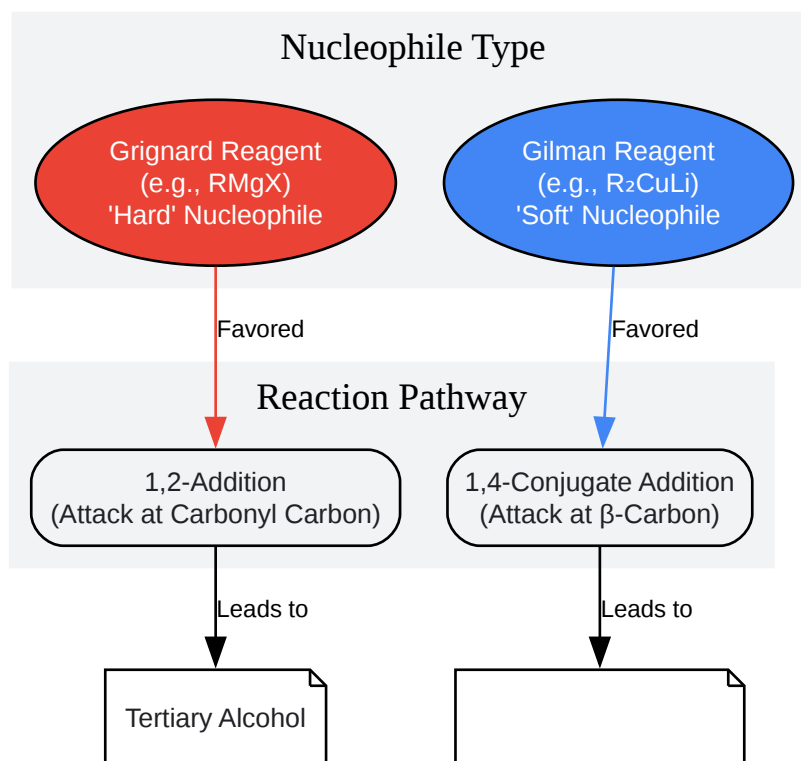 Nucleophile Type
Grignard Reagent
(e.g., RMgX)
'Hard' Nucleophile
Gilman Reagent
(e.g., R₂CuLi)
'Soft' Nucleophile
Favored
Favored
Reaction Pathway
1,2-Addition
(Attack at Carbonyl Carbon)
1,4-Conjugate Addition
(Attack at β-Carbon)
Leads to
Leads to
Tertiary Alcohol